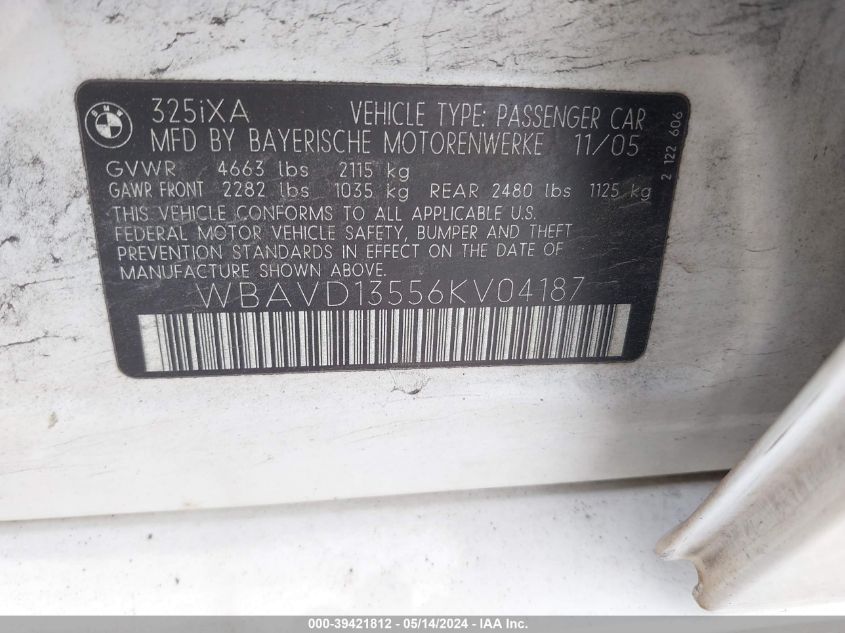 BMW
325iXA VEHICLE TYPE: PASSENGER CAR
MFD BY BAYERISCHE MOTORENWERKE 11/05
GVWR 4663 lbs 2115 kg
GAWR FRONT 2282 lbs 1035 kg REAR 2480 lbs 1125 kg
THIS VEHICLE CONFORMS TO ALL APPLICABLE U.S.
FEDERAL MOTOR VEHICLE SAFETY, BUMPER AND THEFT
PREVENTION STANDARDS IN EFFECT ON THE DATE OF
MANUFACTURE SHOWN ABOVE.
WBAVD13556KV04187
2 122 606
000-39421812 - 05/14/2024 - IAA Inc.